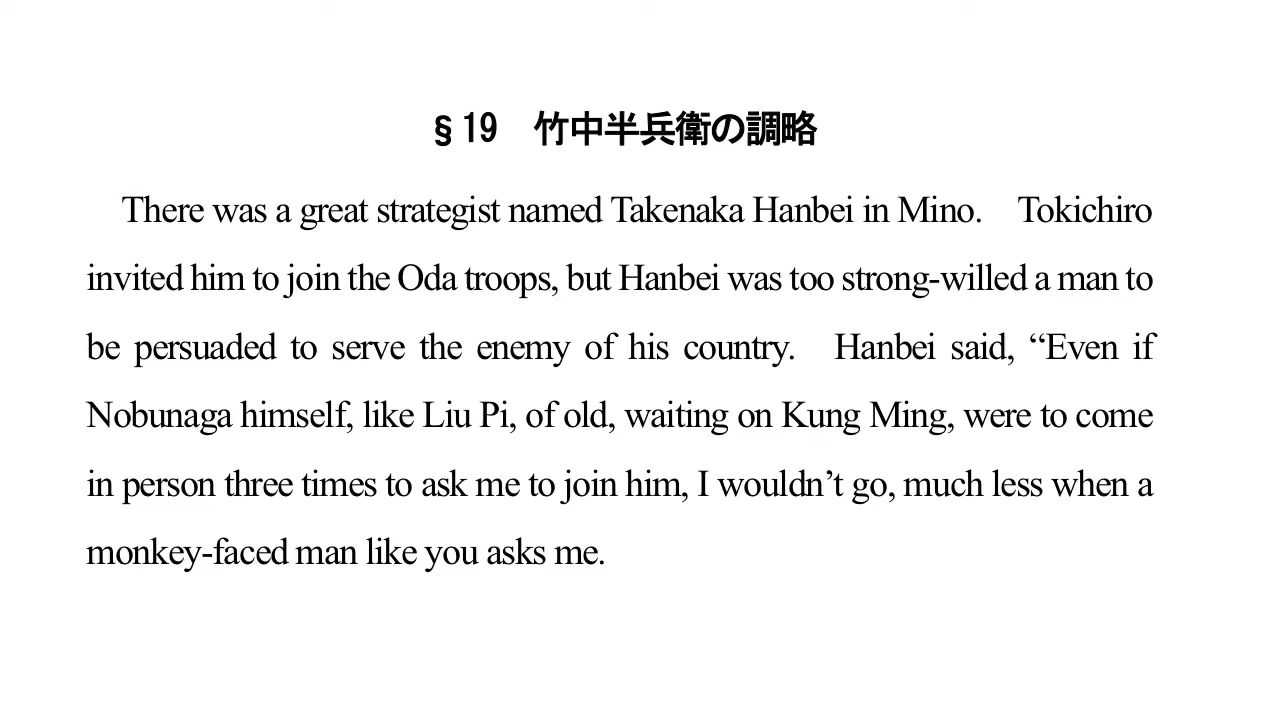 §19 竹中半兵衛の調略
There was a great strategist named Takenaka Hanbei in Mino. Tokichiro
invited him to join the Oda troops, but Hanbei was too strong-willed a man to
be persuaded to serve the enemy of his country. Hanbei said, “Even if
Nobunaga himself, like Liu Pi, of old, waiting on Kung Ming, were to come
in person three times to ask me to join him, I wouldn’t go, much less when a
monkey-faced man like you asks me.